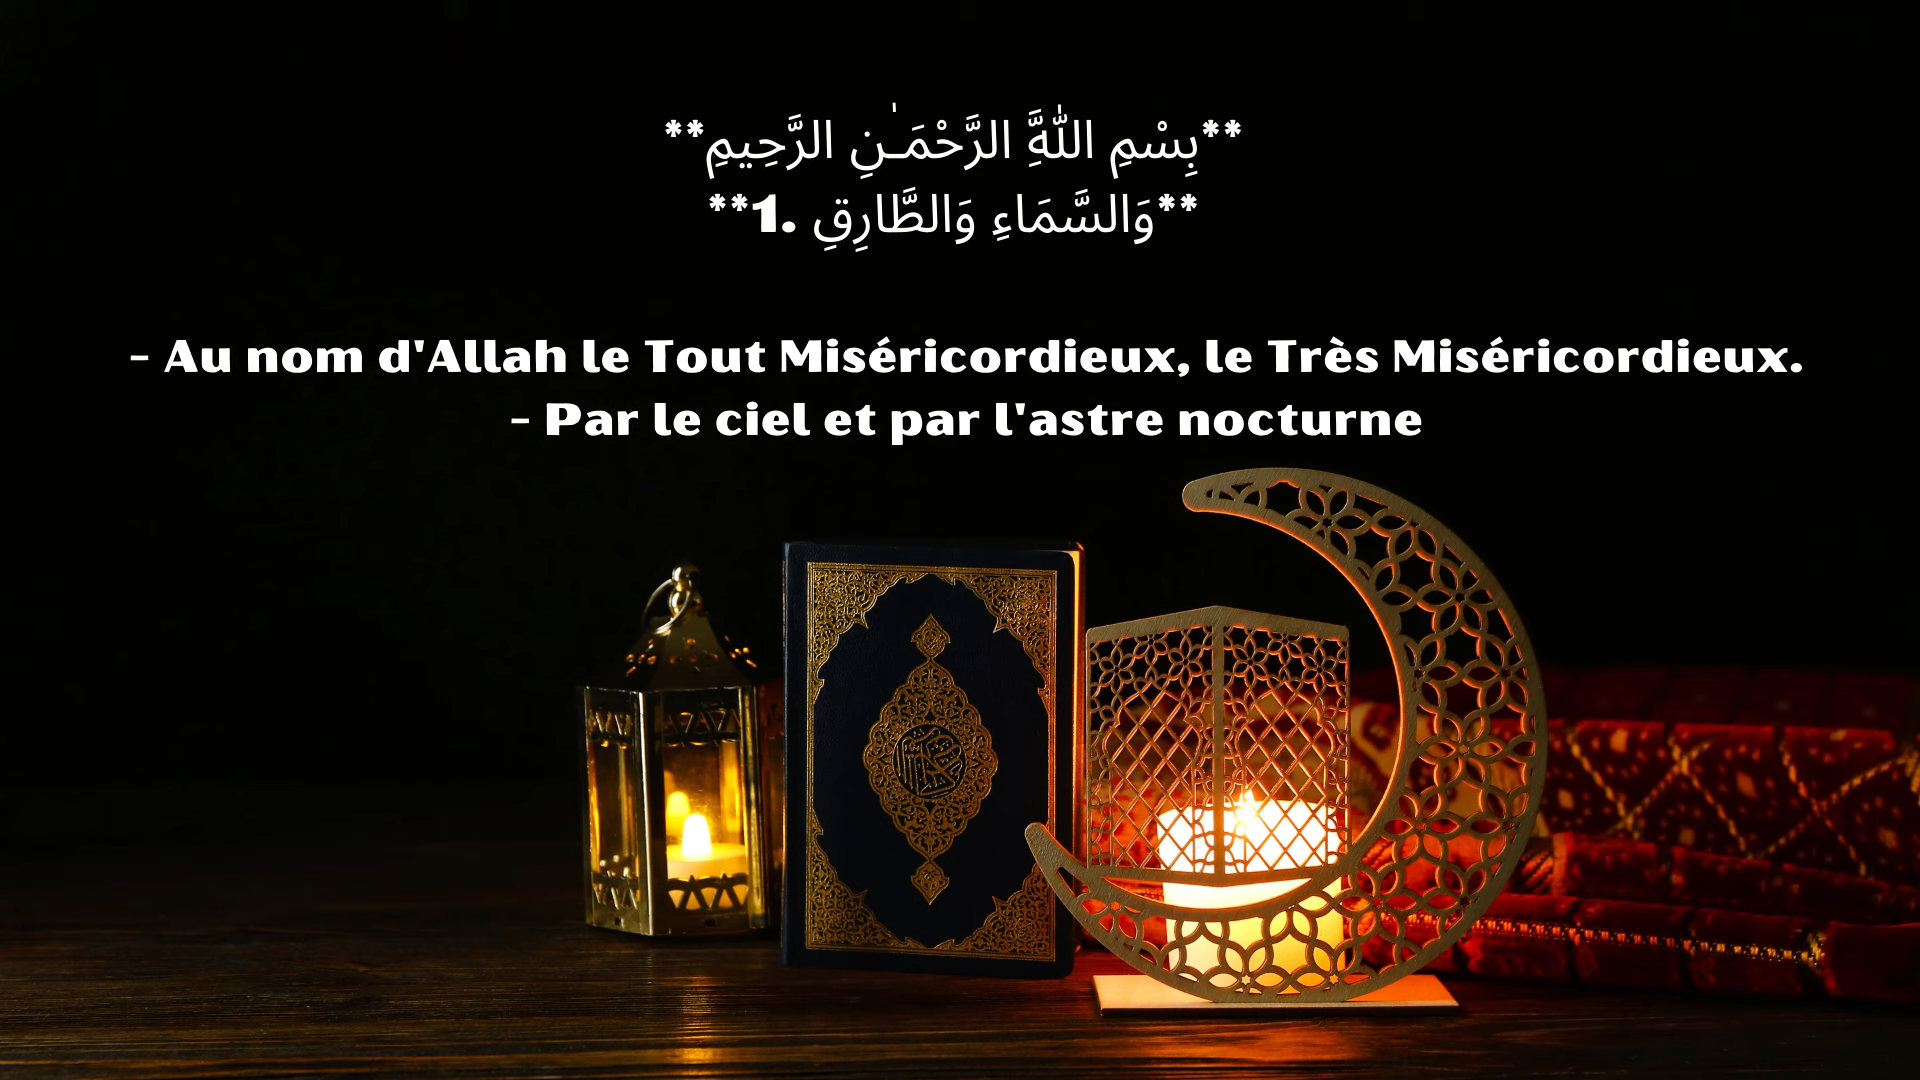 **بِسْمِ اللَّهِ الرَّحْمَـٰنِ الرَّحِيمِ**
**1. وَالسَّمَاءِ وَالطَّارِقِ**
- Au nom d'Allah le Tout Miséricordieux, le Très Miséricordieux.
- Par le ciel et par l'astre nocturne